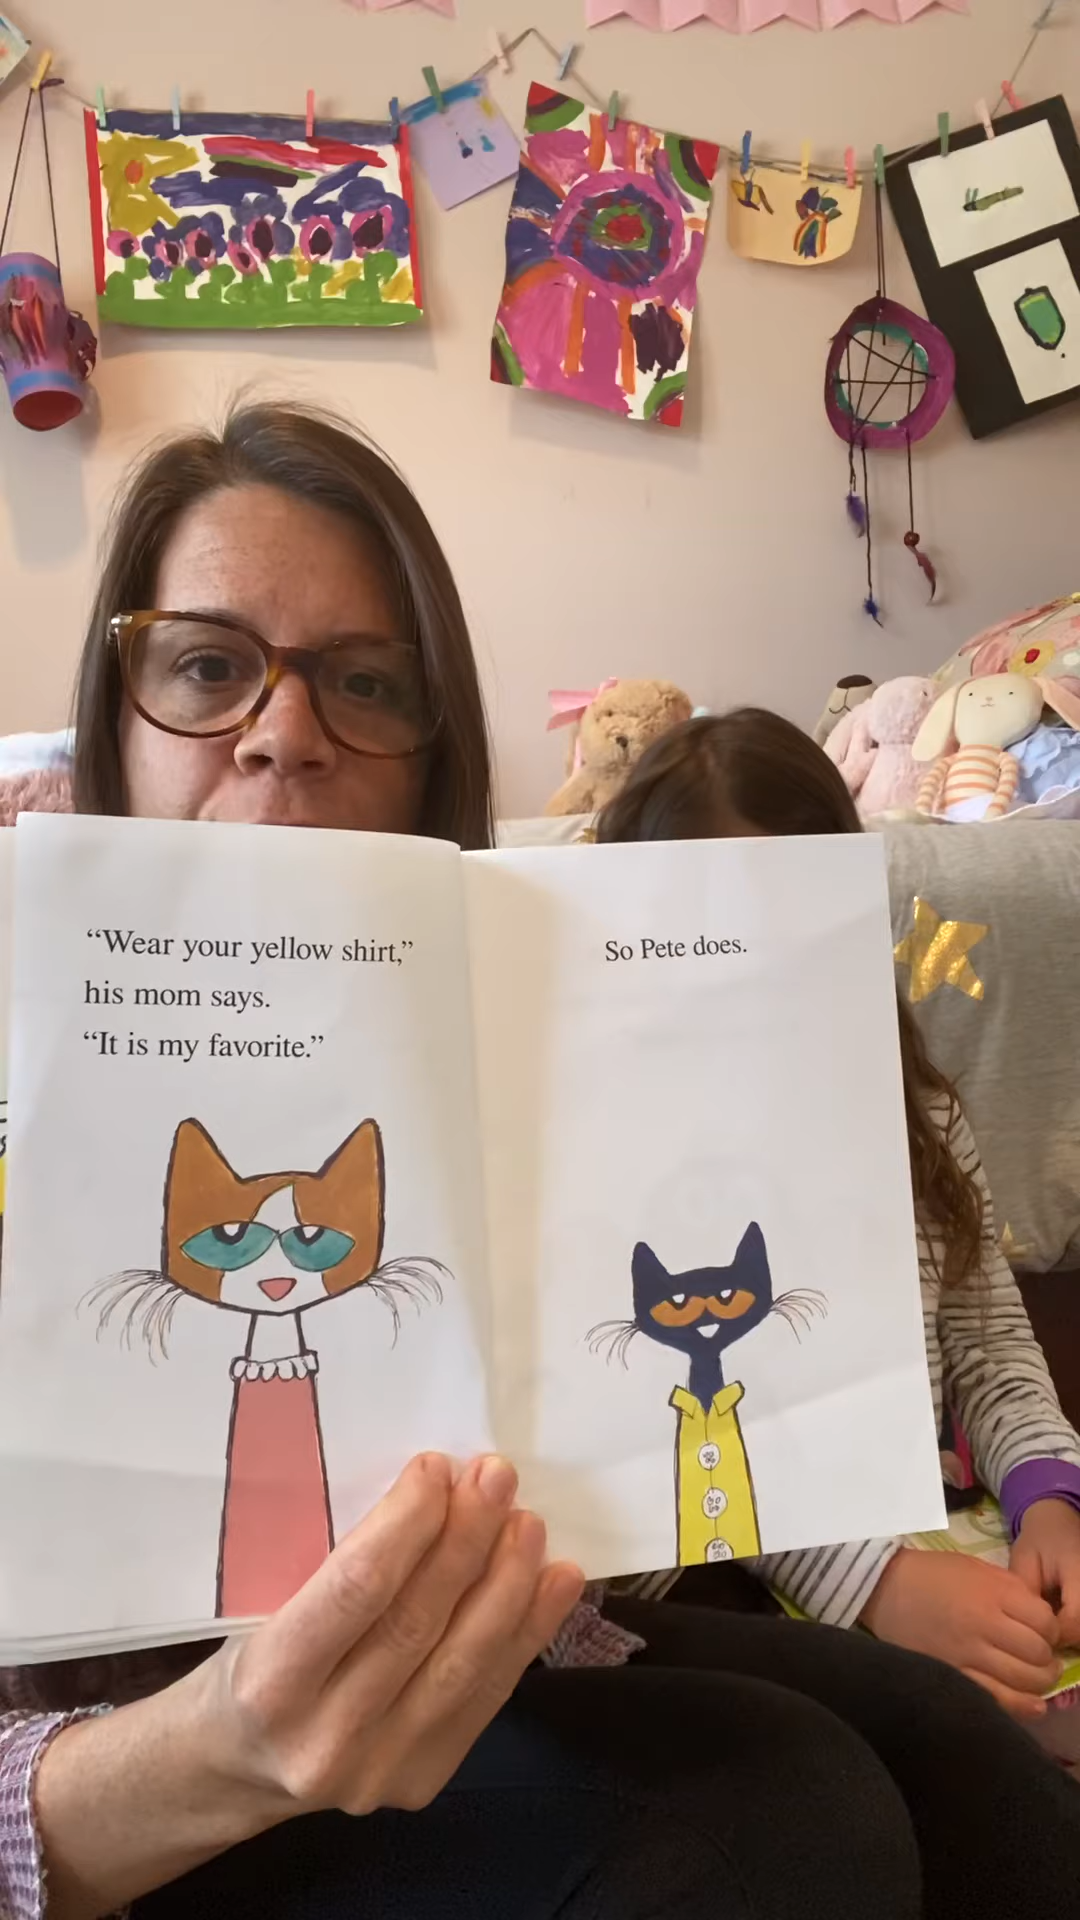 “Wear your yellow shirt,”
his mom says.
“It is my favorite.”
So Pete does.